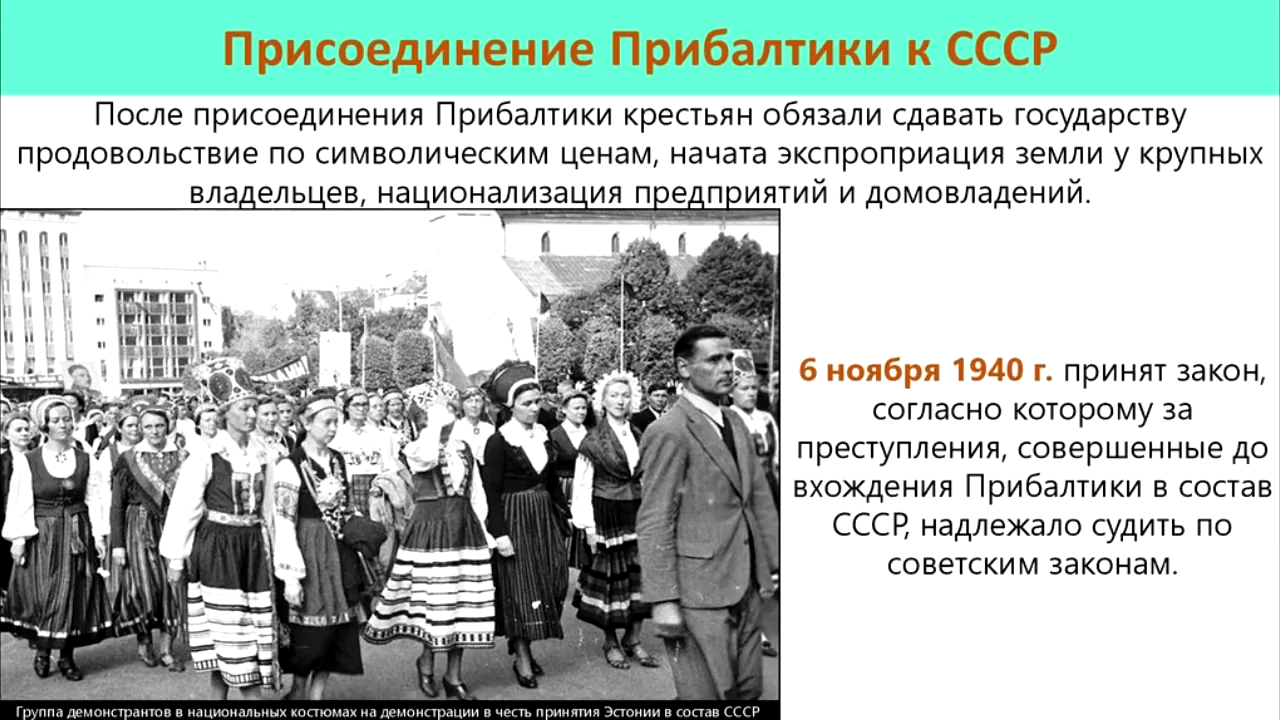 Присоединение Прибалтики к СССР
После присоединения Прибалтики крестьян обязали сдавать государству
продовольствие по символическим ценам, начата экспроприация земли у крупных
владельцев, национализация предприятий и домовладений.
6 ноября 1940 г. принят закон,
согласно которому за
преступления, совершенные до
вхождения Прибалтики в состав
СССР, надлежало судить по
советским законам.
Группа демонстрантов в национальных костюмах на демонстрации в честь принятия Эстонии в состав СССР